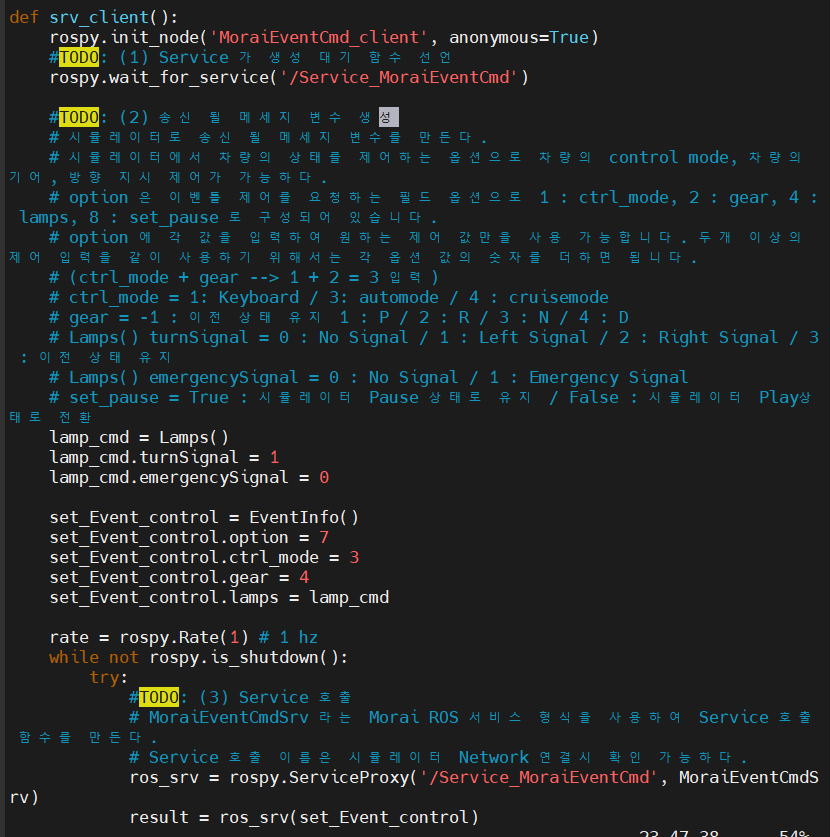 def srv_client():
    rospy.init_node('MoraiEventCmd_client', anonymous=True)
    #TODO: (1) Service 가 생성 대기 함수 선언
    rospy.wait_for_service('/Service_MoraiEventCmd')

    #TODO: (2) 송신 될 메세지 변수 생성
    # 시뮬레이터로 송신 될 메세지 변수를 만든다.
    # 시뮬레이터에서 차량의 상태를 제어하는 옵션으로 차량의 control mode, 차량의
기어, 방향 지시 제어가 가능하다.
    # option 은 이벤틀 제어를 요청하는 필드 옵션으로 1 : ctrl_mode, 2 : gear, 4 :
 lamps, 8 : set_pause 로 구성되어 있습니다.
    # option 에 각 값을 입력하여 원하는 제어 값만을 사용 가능합니다. 두개 이상의
제어 입력을 같이 사용하기 위해서는 각 옵션 값의 숫자를 더하면 됩니다.
    # (ctrl_mode + gear --> 1 + 2 = 3 입력)
    # ctrl_mode = 1: Keyboard / 3: automode / 4 : cruisemode
    # gear = -1 : 이전 상태 유지 1 : P / 2 : R / 3 : N / 4 : D
    # Lamps() turnSignal = 0 : No Signal / 1 : Left Signal / 2 : Right Signal / 3
 : 이전 상태 유지
    # Lamps() emergencySignal = 0 : No Signal / 1 : Emergency Signal
    # set_pause = True : 시뮬레이터 Pause 상태로 유지 / False : 시뮬레이터 Play상
태로 전환
    lamp_cmd = Lamps()
    lamp_cmd.turnSignal = 1
    lamp_cmd.emergencySignal = 0

    set_Event_control = EventInfo()
    set_Event_control.option = 7
    set_Event_control.ctrl_mode = 3
    set_Event_control.gear = 4
    set_Event_control.lamps = lamp_cmd

    rate = rospy.Rate(1) # 1 hz
    while not rospy.is_shutdown():
        try:
            #TODO: (3) Service 호출
            # MoraiEventCmdSrv 라는 Morai ROS 서비스 형식을 사용하여 Service 호출
 함수를 만든다.
            # Service 호출 이름은 시뮬레이터 Network 연결시 확인 가능하다.
            ros_srv = rospy.ServiceProxy('/Service_MoraiEventCmd', MoraiEventCmdS
rv)
            result = ros_srv(set_Event_control)